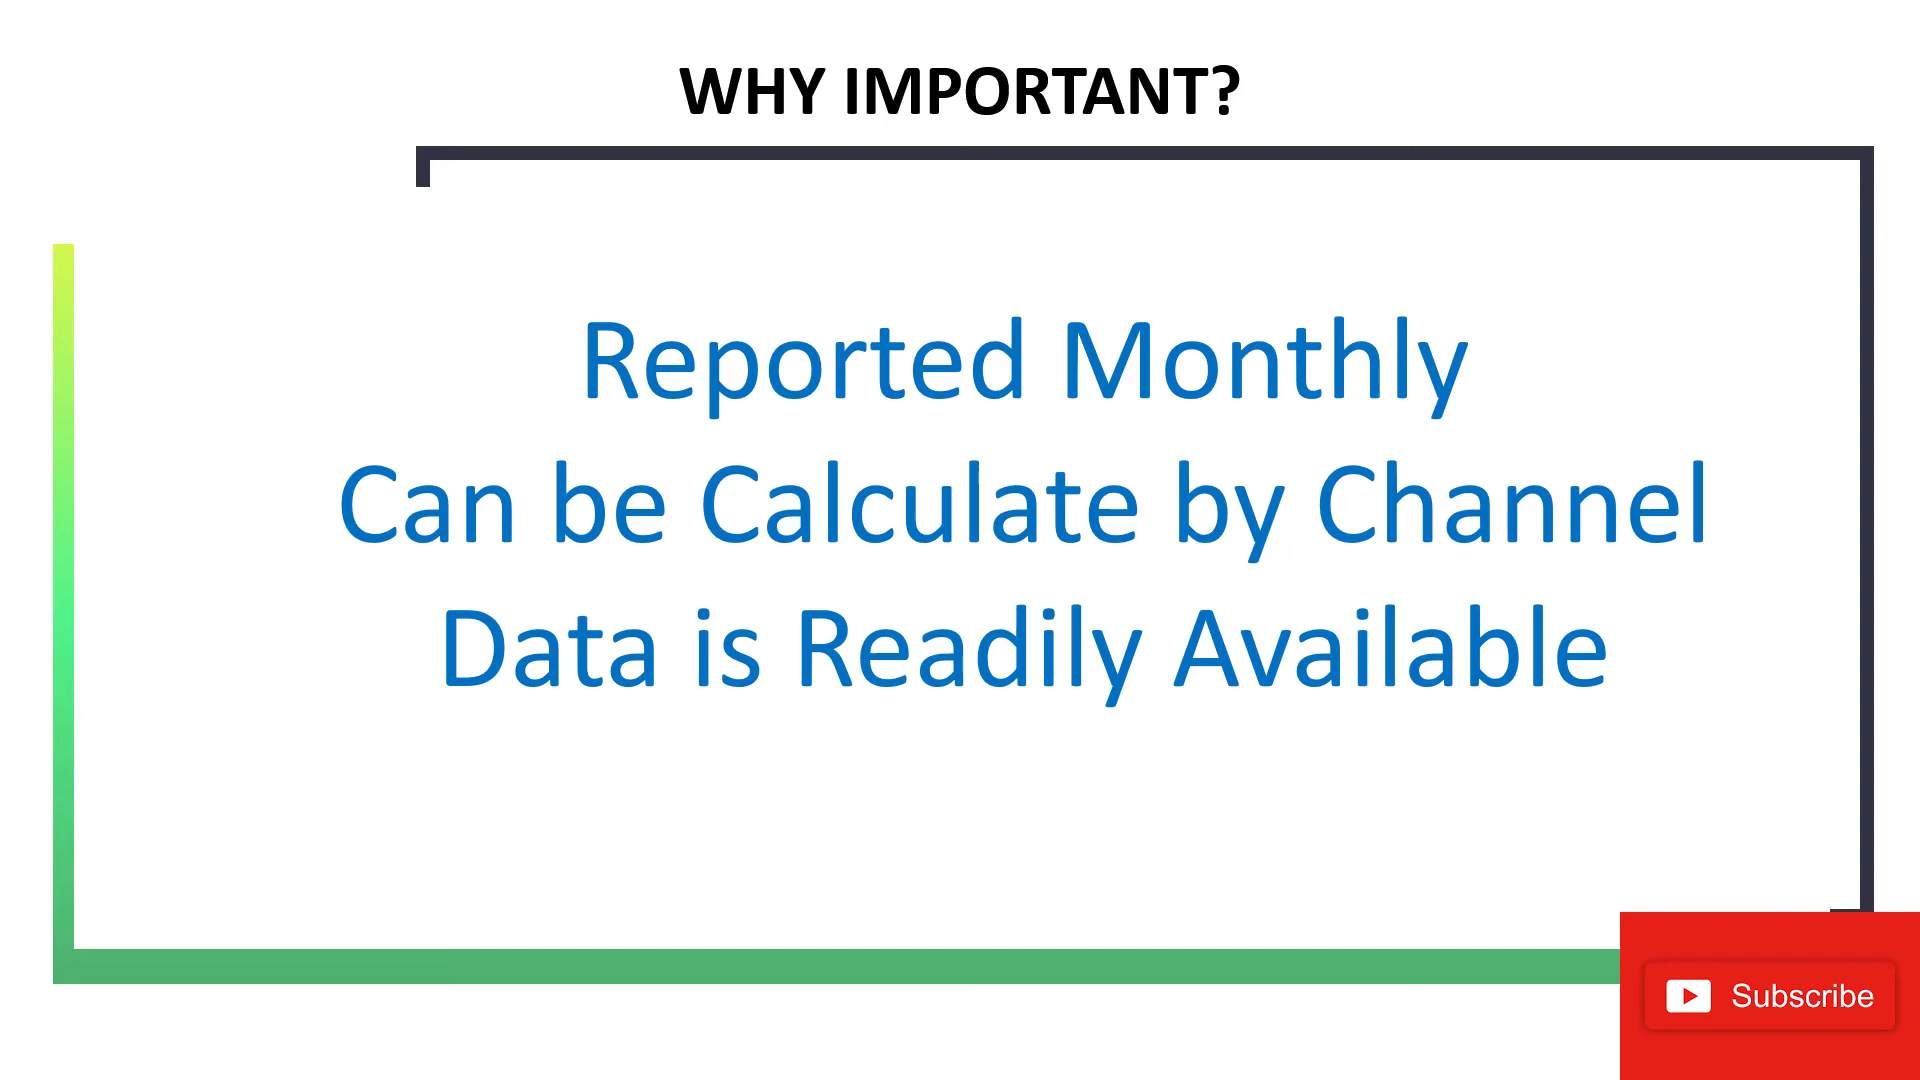 WHY IMPORTANT?
Reported Monthly
Can be Calculate by Channel
Data is Readily Available
Subscribe